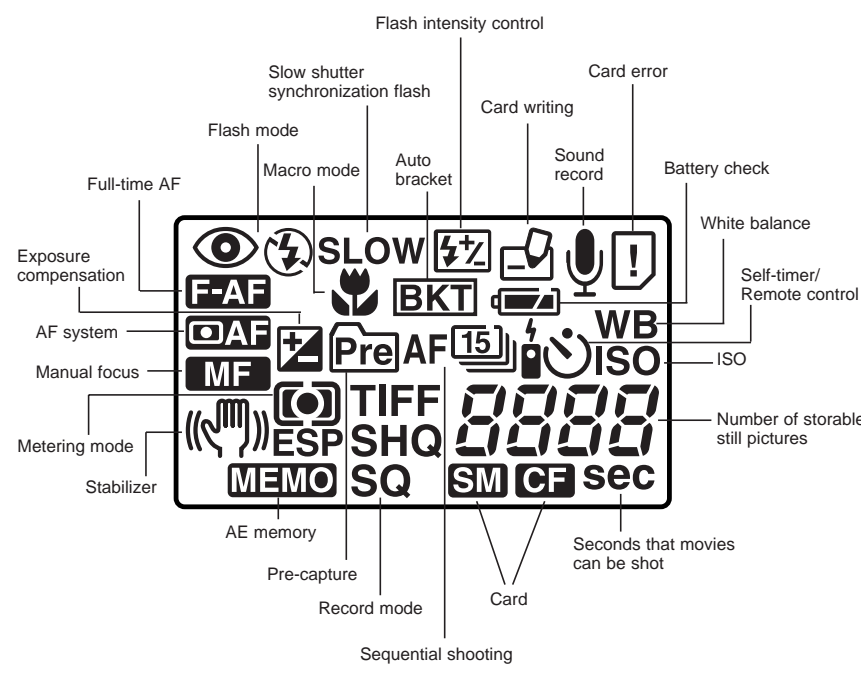 Flash intensity control
Slow shutter
synchronization flash
Card error
Card writing
Flash mode
Macro mode
Auto
bracket
Sound
record
Battery check
Full-time AF
White balance
Exposure
compensation
Self-timer/
Remote control
AF system
Manual focus
ISO
Metering mode
Number of storable
still pictures
Stabilizer
SLOW
!
F-AF
BKT
AF
WB
Pre
AF
15
ISO
MF
TIFF
8888
ESP
SHQ
MEMO
SQ
SM
CF
sec
AE memory
Seconds that movies
can be shot
Pre-capture
Card
Record mode
Sequential shooting